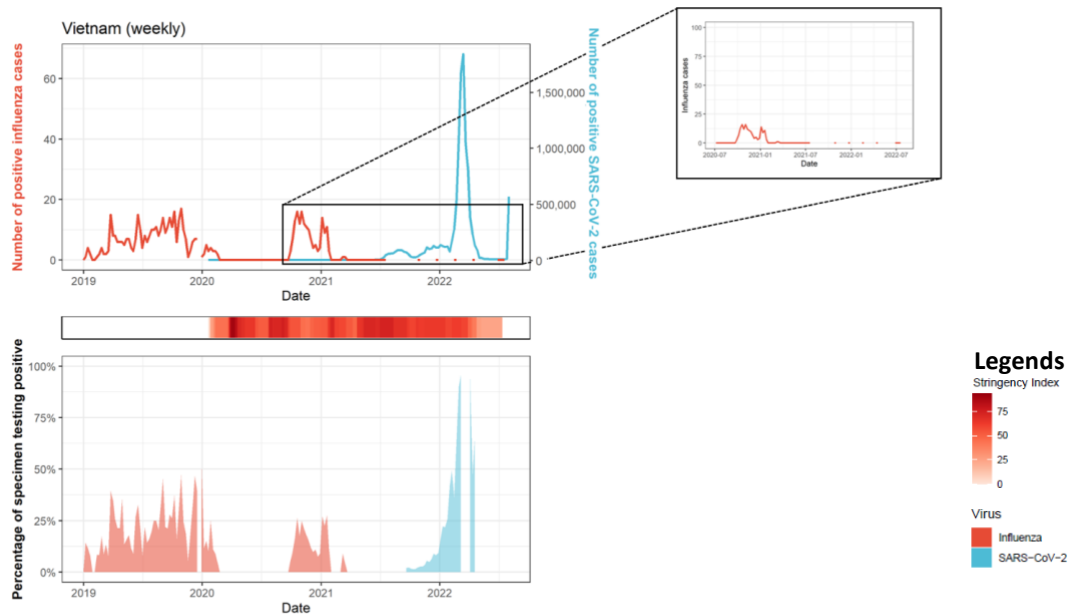 Vietnam (weekly)
Number of positive influenza cases
60
40
20
0
1,500,000
1,000,000
500,000
0
Number of positive SARS-CoV-2 cases
2019
2020
2021
2022
Date
Influenza cases
100
75
50
25
0
2020-07
2021-01
2021-07
2022-01
2022-07
Date
Percentage of specimen testing positive
100%
75%
50%
25%
0%
2019
2020
2021
2022
Date
Legends
Stringency Index
75
50
25
0
Virus
Influenza
SARS-CoV-2